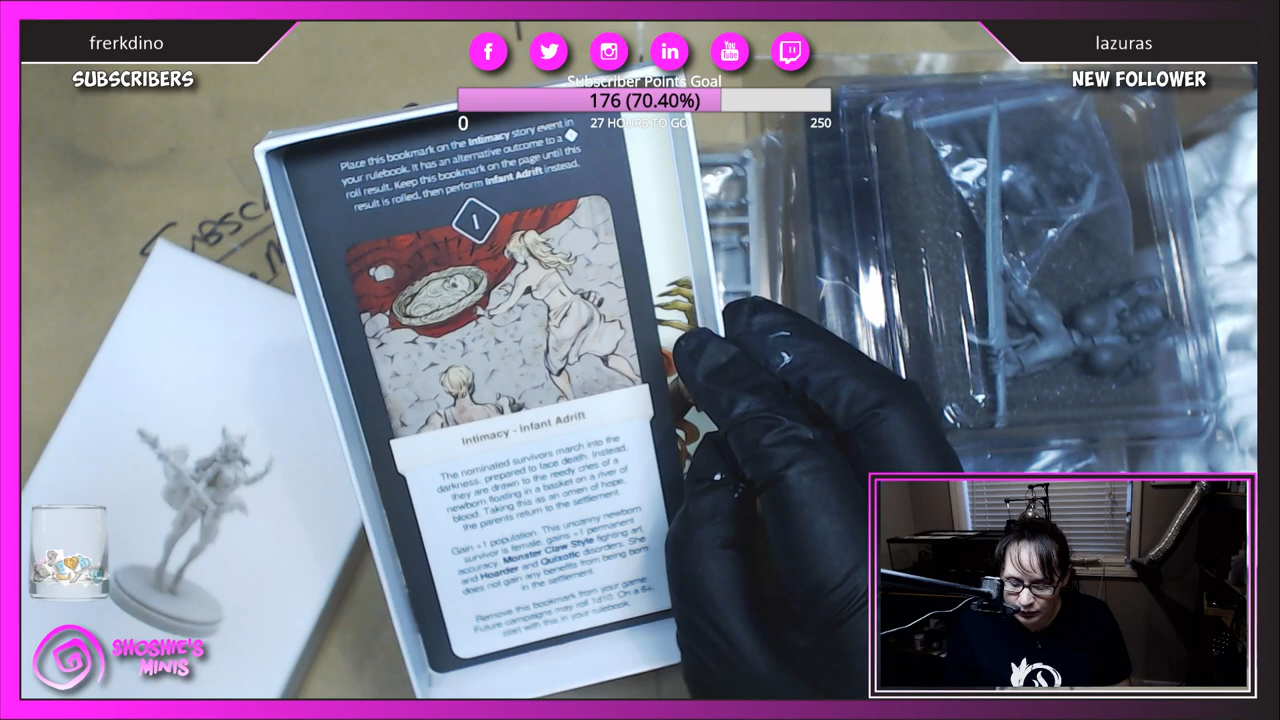 frerkdino
SUBSCRIBERS
lazuras
NEW FOLLOWER
f
in
You
Tube
Subscriber Points Goal
176 (70.40%)
0
27 HOURS TO GO
250
Place this bookmark on the Intimacy story event in
your rulebook. It has an alternative outcome to a
roll result. Keep this bookmark on the page until this
result is rolled, then perform Infant Adrift instead.
1
Intimacy - Infant Adrift
The nominated survivors march into the
darkness, prepared to face death. Instead,
they are drawn to the reedy cries of a
newborn floating in a basket on a river of
blood. Taking this as an omen of hope,
the parents return to the settlement.
Gain +1 population. This uncanny newborn
survivor is female, gains +1 permanent
accuracy, Monster Claw Style fighting art,
and Hoarder and Quixotic disorders. She
does not gain any benefits from being born
in the settlement.
Remove this bookmark from your game.
Future campaigns may roll 1d10. On a 6+,
start with this in your rulebook.
SHOSHIE'S
MINIS